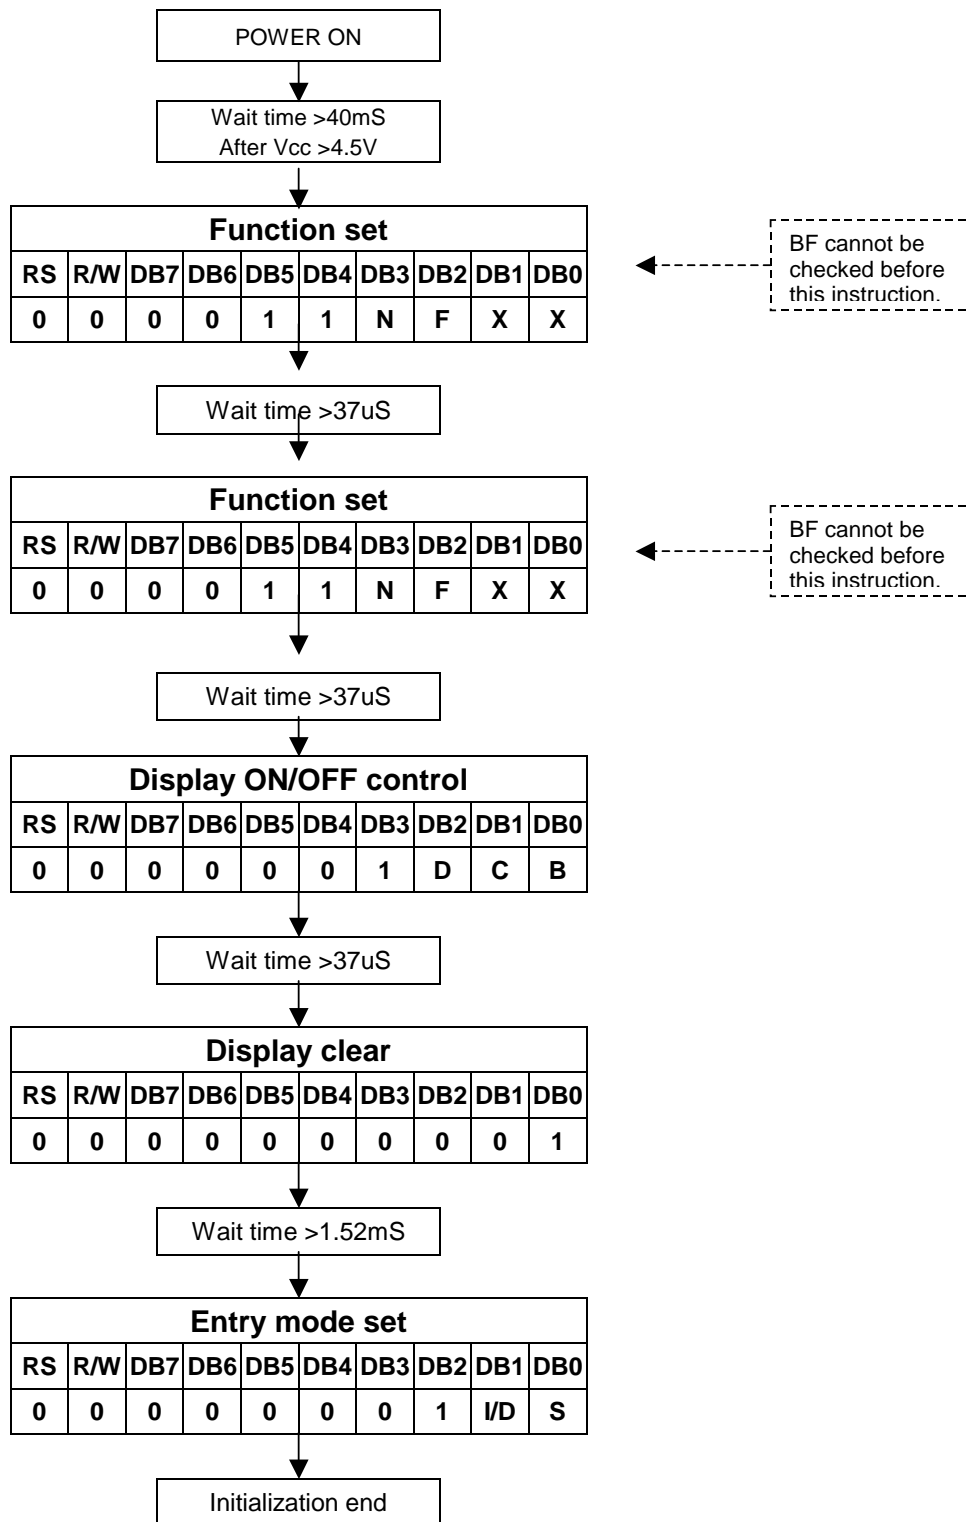 POWER ON
Wait time >40mS
After Vcc >4.5V
Function set
RS R/W DB7 DB6 DB5 DB4 DB3 DB2 DB1 DB0
0 0 0 0 1 1 N F X X
BF cannot be
checked before
this instruction.
Wait time >37uS
Function set
RS R/W DB7 DB6 DB5 DB4 DB3 DB2 DB1 DB0
0 0 0 0 1 1 N F X X
BF cannot be
checked before
this instruction.
Wait time >37uS
Display ON/OFF control
RS R/W DB7 DB6 DB5 DB4 DB3 DB2 DB1 DB0
0 0 0 0 0 0 1 D C B
Wait time >37uS
Display clear
RS R/W DB7 DB6 DB5 DB4 DB3 DB2 DB1 DB0
0 0 0 0 0 0 0 0 0 1
Wait time >1.52mS
Entry mode set
RS R/W DB7 DB6 DB5 DB4 DB3 DB2 DB1 DB0
0 0 0 0 0 0 0 1 I/D S
Initialization end